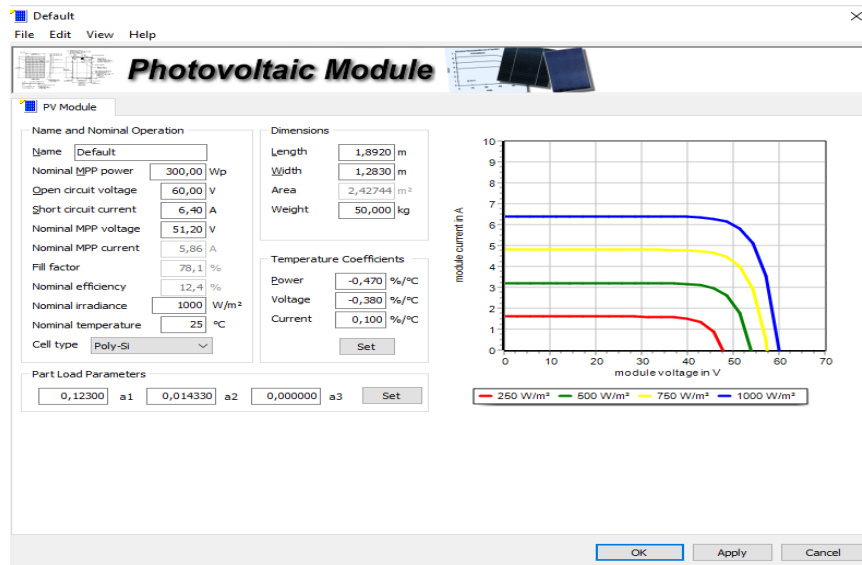 Default
File Edit View Help
Photovoltaic Module
PV Module
Name and Nominal Operation
Name Default
Nominal MPP power 300,00 Wp
Open circuit voltage 60,00 V
Short circuit current 6,40 A
Nominal MPP voltage 51,20 V
Nominal MPP current 5,86 A
Fill factor 78,1 %
Nominal efficiency 12,4 %
Nominal irradiance 1000 W/m²
Nominal temperature 25 ºC
Cell type Poly-Si
Dimensions
Length 1,8920 m
Width 1,2830 m
Area 2,42744 m²
Weight 50,000 kg
Temperature Coefficients
Power -0,470 %/ºC
Voltage -0,380 %/ºC
Current 0,100 %/ºC
Set
Part Load Parameters
0,12300 a1 0,014330 a2 0,000000 a3 Set
module current in A
10
9
8
7
6
5
4
3
2
1
0
0 10 20 30 40 50 60 70
module voltage in V
250 W/m² 500 W/m² 750 W/m² 1000 W/m²
OK Apply Cancel